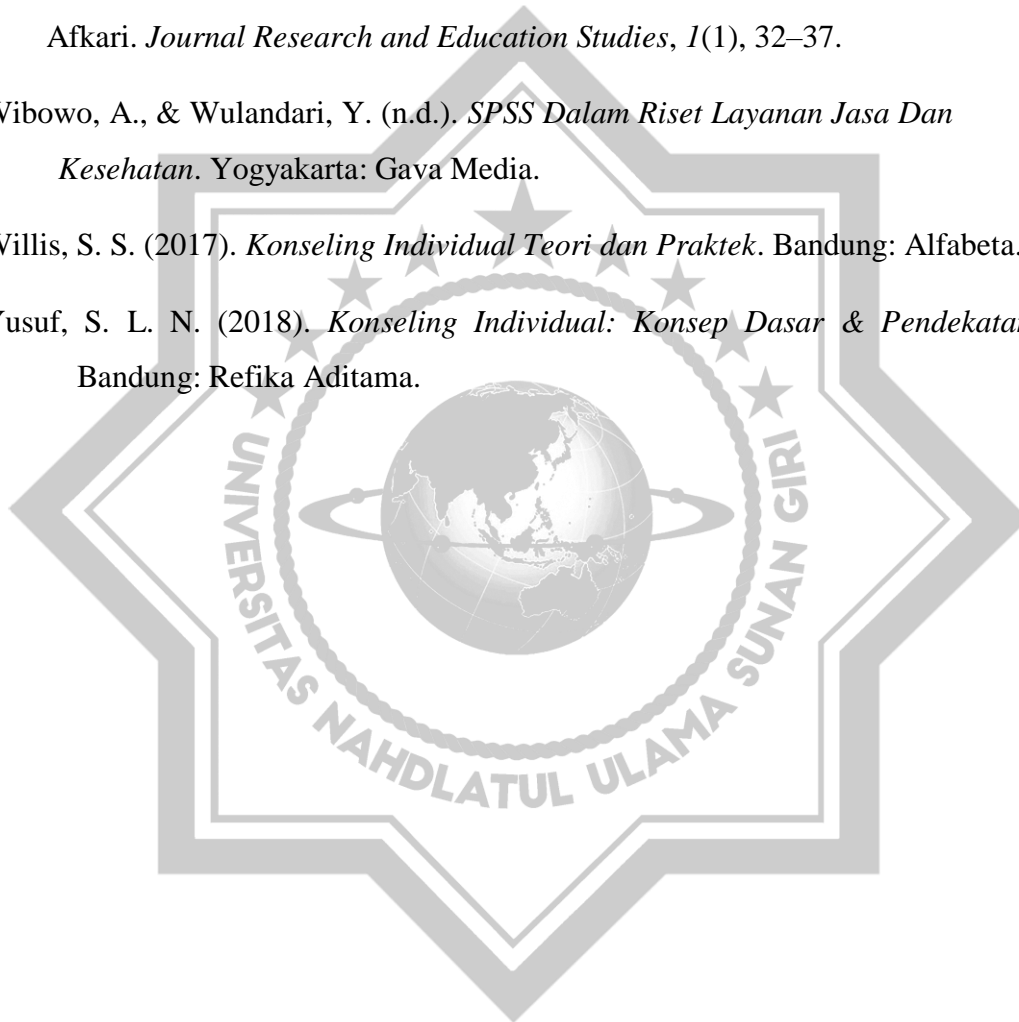 Afkari. Journal Research and Education Studies, 1(1), 32–37.
Wibowo, A., & Wulandari, Y. (n.d.). SPSS Dalam Riset Layanan Jasa Dan
Kesehatan. Yogyakarta: Gava Media.
Willis, S. S. (2017). Konseling Individual Teori dan Praktek. Bandung: Alfabeta.
Yusuf, S. L. N. (2018). Konseling Individual: Konsep Dasar & Pendekatan
Bandung: Refika Aditama.
UNIVERSITAS NAHDLATUL ULAMA SUNAN GIRI